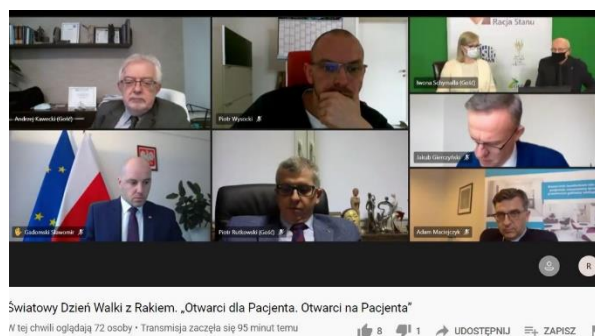 Racja Stanu
Iwona Schymalla (Gość)
Andrzej Kawecki (Gość)
Piotr Wysocki
Jakub Gierczyński
Gadomski Sławomir
Piotr Rutkowski (Gość)
Adam Maciejczyk
R
Światowy Dzień Walki z Rakiem. „Otwarci dla Pacjenta. Otwarci na Pacjenta”
W tej chwili oglądają 72 osoby • Transmisja zaczęła się 95 minut temu
8
1
UDOSTĘPNIJ
ZAPISZ